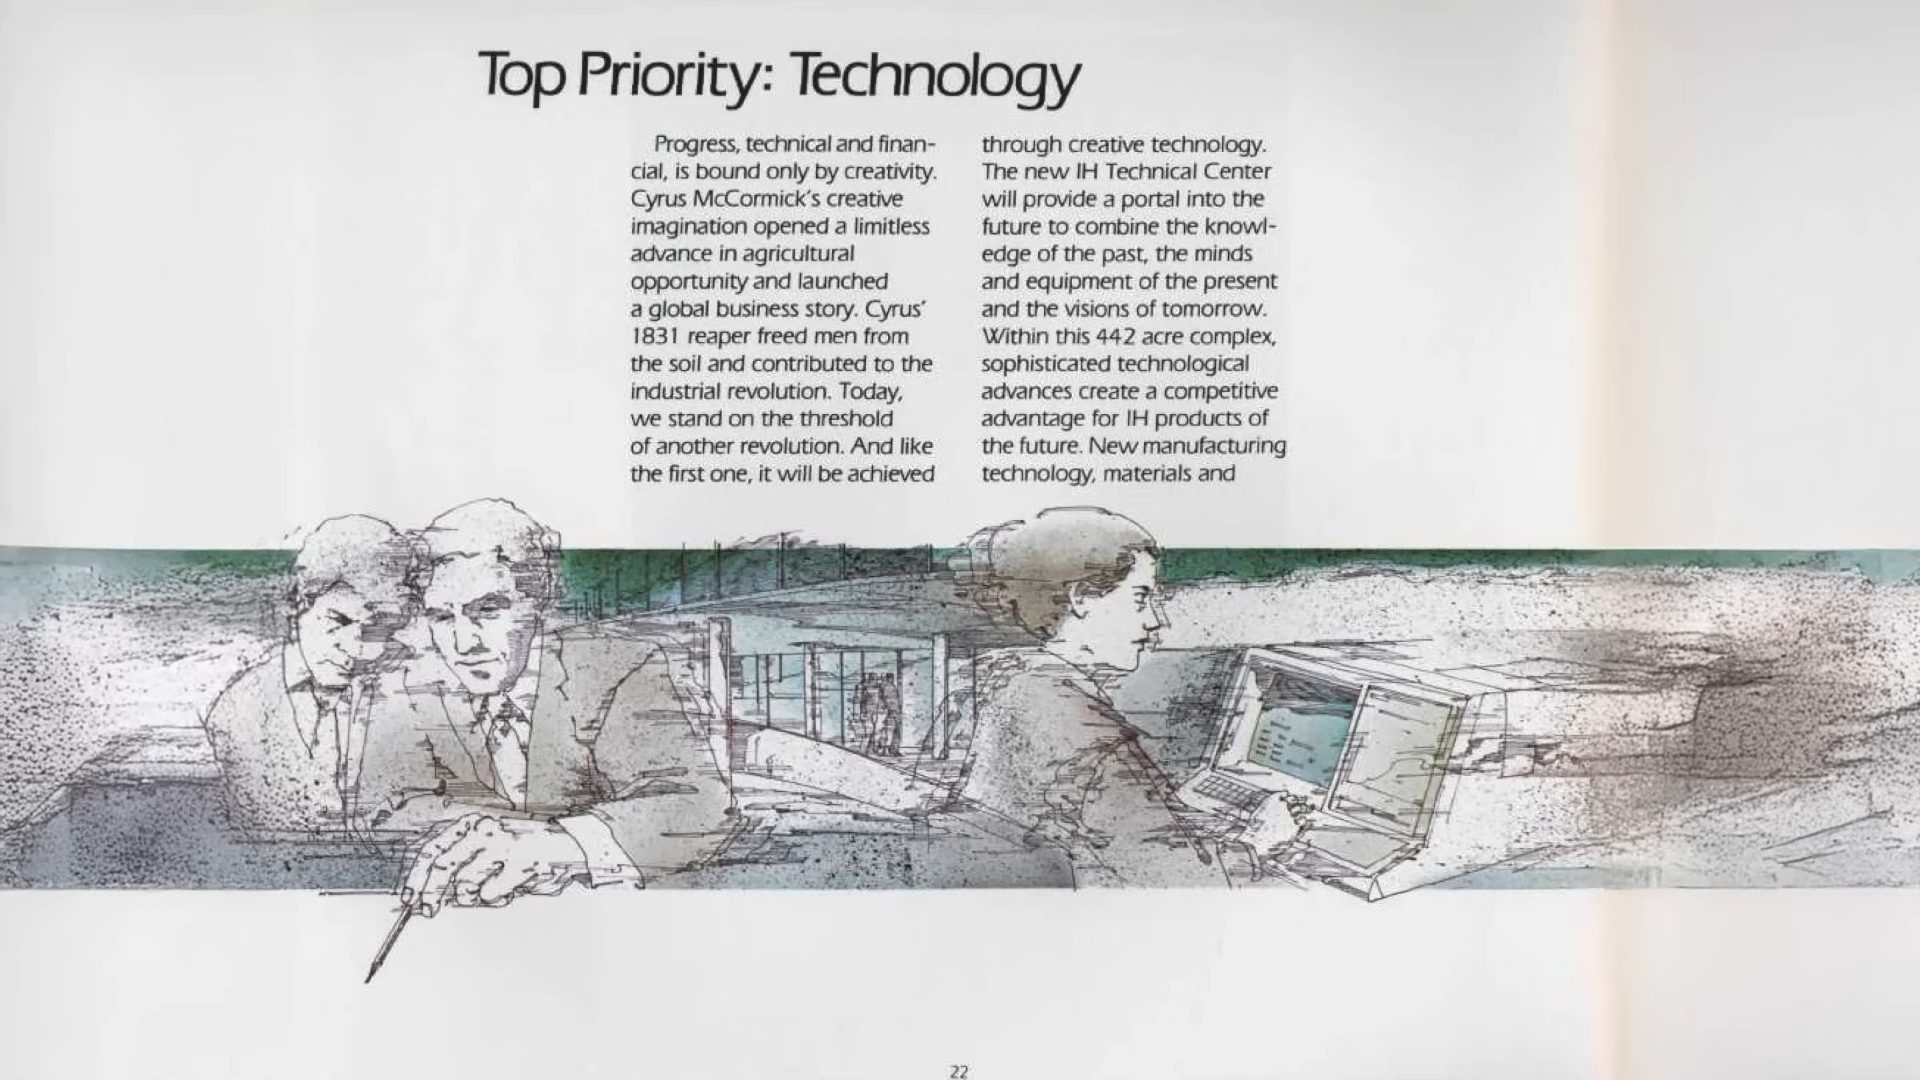 Top Priority: Technology
Progress, technical and finan-
cial, is bound only by creativity.
Cyrus McCormick's creative
imagination opened a limitless
advance in agricultural
opportunity and launched
a global business story. Cyrus'
1831 reaper freed men from
the soil and contributed to the
industrial revolution. Today,
we stand on the threshold
of another revolution. And like
the first one, it will be achieved
through creative technology.
The new IH Technical Center
will provide a portal into the
future to combine the knowl-
edge of the past, the minds
and equipment of the present
and the visions of tomorrow.
Within this 442 acre complex,
sophisticated technological
advances create a competitive
advantage for IH products of
the future. New manufacturing
technology, materials and
22